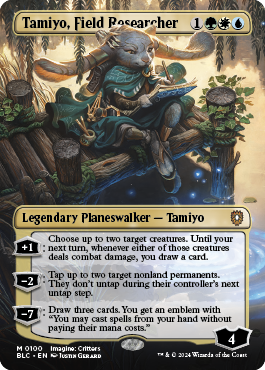 Tamiyo, Field Researcher 1
Legendary Planeswalker — Tamiyo
+1: Choose up to two target creatures. Until your
next turn, whenever either of those creatures
deals combat damage, you draw a card.
−2: Tap up to two target nonland permanents.
They don't untap during their controller's next
untap step.
−7: Draw three cards. You get an emblem with
"You may cast spells from your hand without
paying their mana costs."
4
M 0100 Imagine: Critters
BLC • EN Justin Gerard ™ & © 2024 Wizards of the Coast